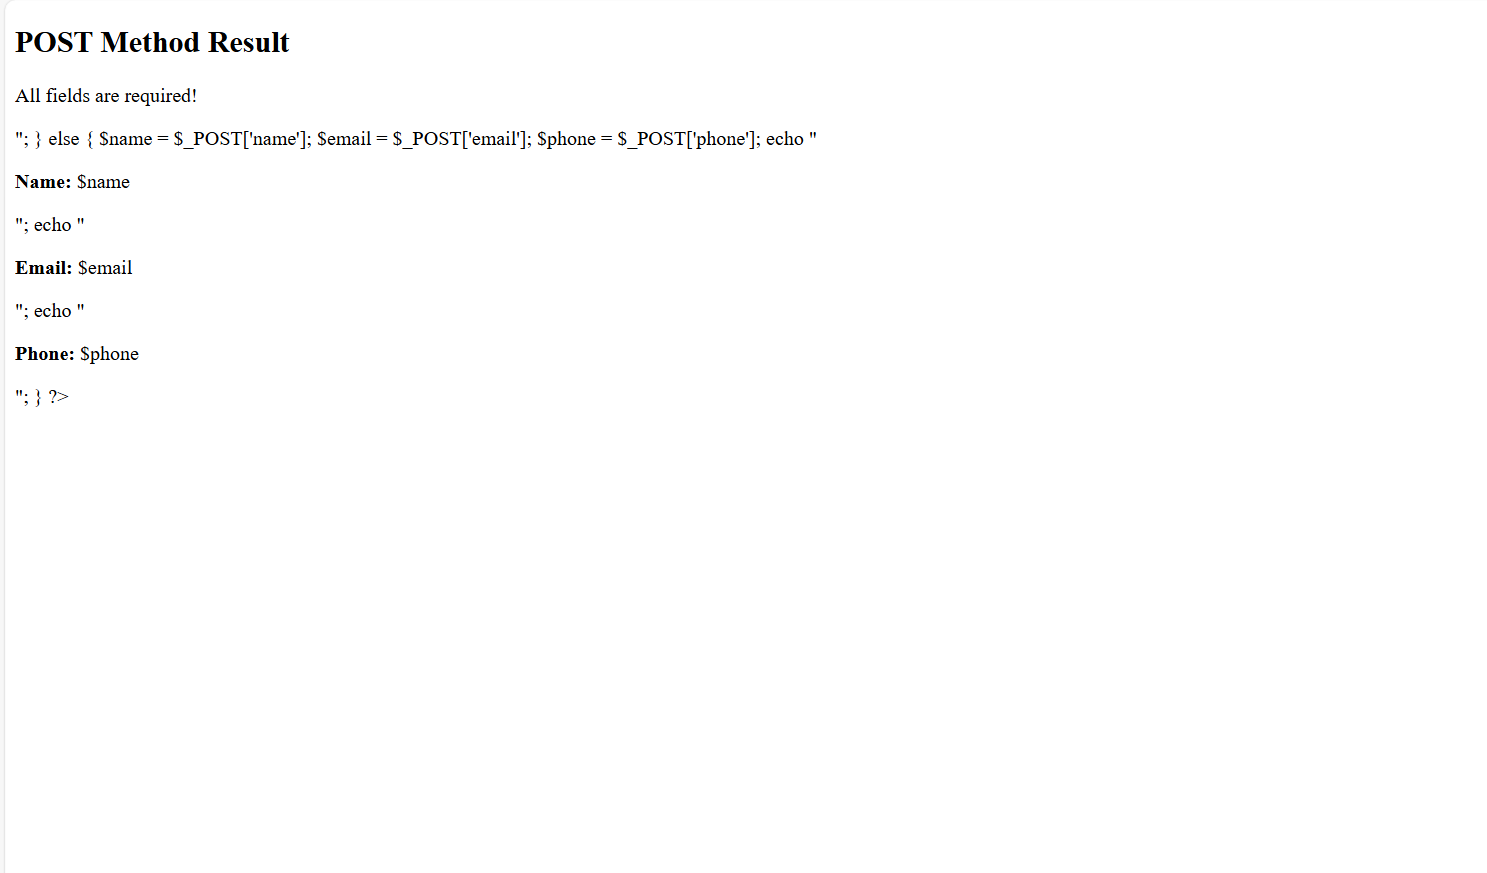 POST Method Result
All fields are required!
"; } else { $name = $_POST['name']; $email = $_POST['email']; $phone = $_POST['phone']; echo "
Name: $name
"; echo "
Email: $email
"; echo "
Phone: $phone
"; } ?>